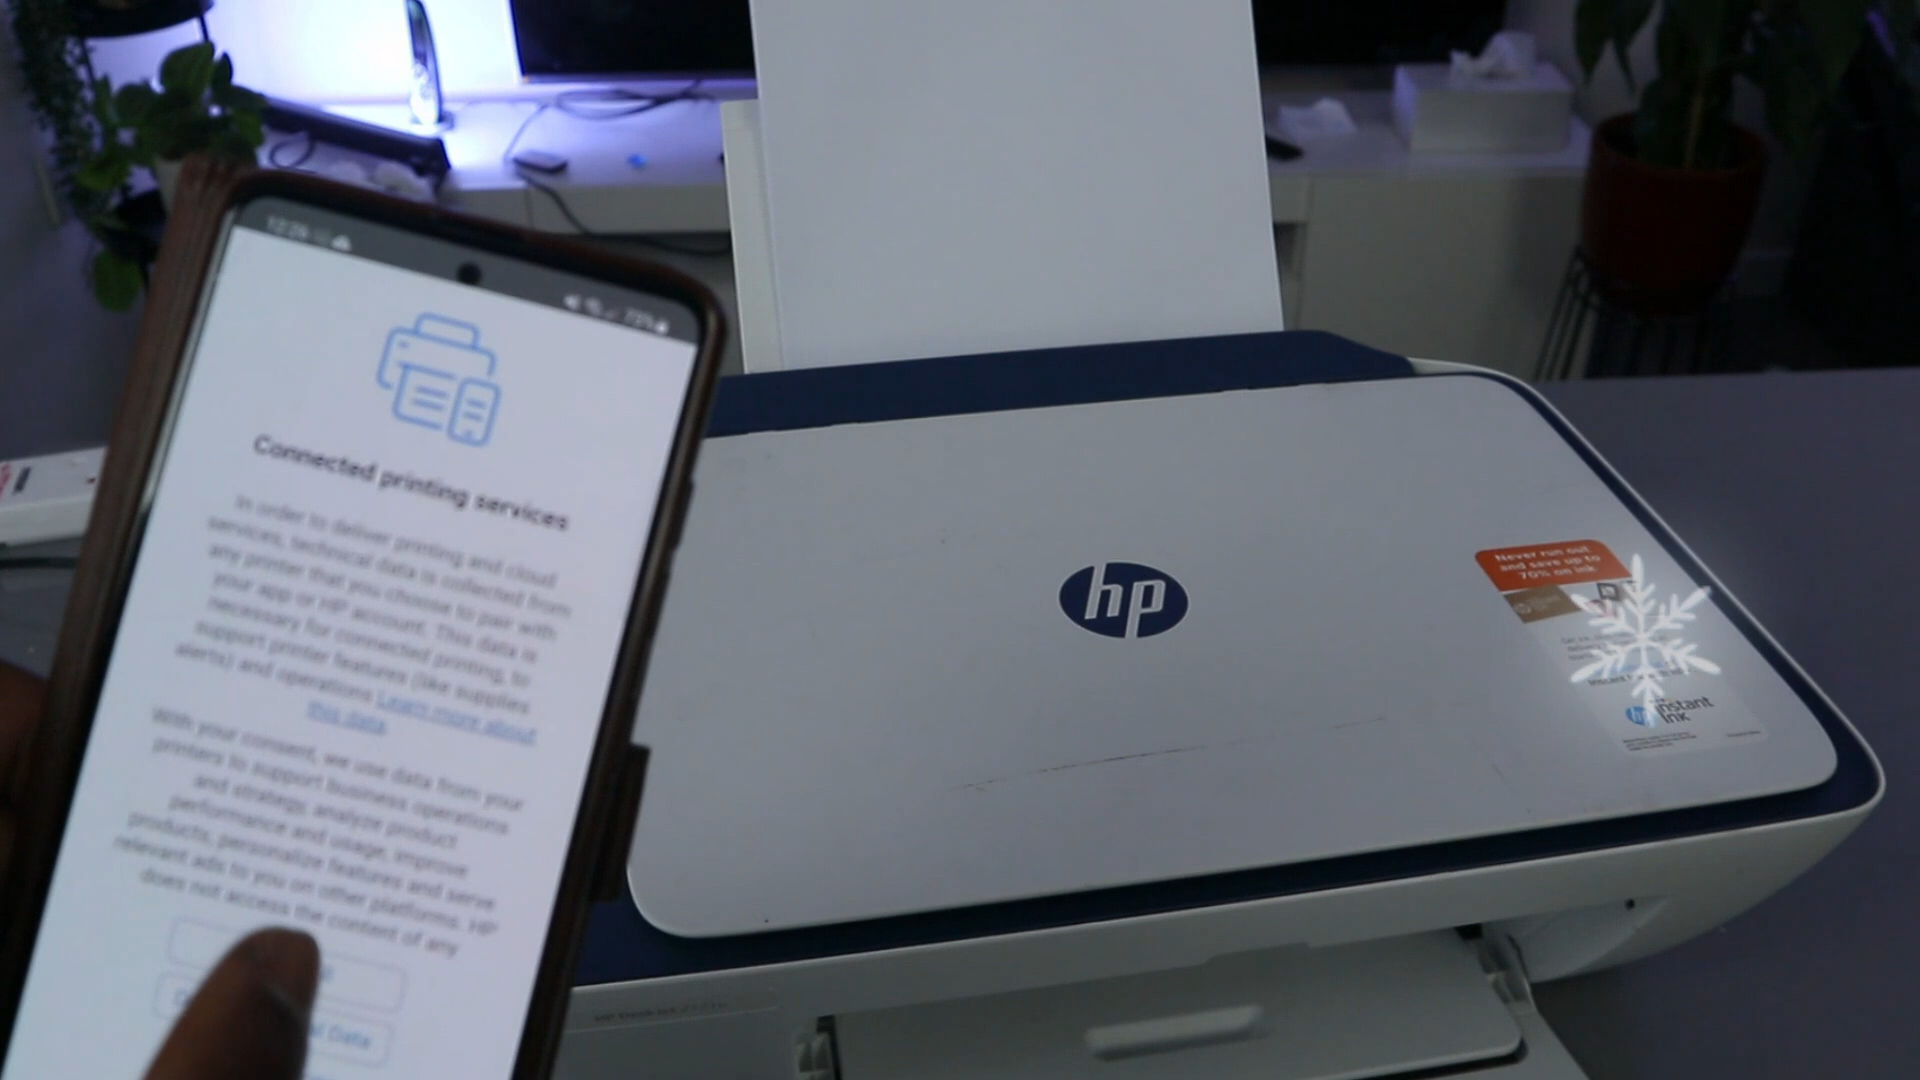 Connected printing services
In order to deliver printing and cloud
services, technical data is collected from
any printer that you choose to pair with
your app or HP account. This data is
necessary for connected printing, to
support printer features (like supplies
alerts) and operations Learn more about
this data
With your consent, we use data from your
printers to support business operations
and strategy, analyze product
performance and usage, improve
products, personalize features and serve
relevant ads to you on other platforms. HP
does not access the content of any
Data
hp
Never run out
and save up to
70% on ink
hp instant
ink